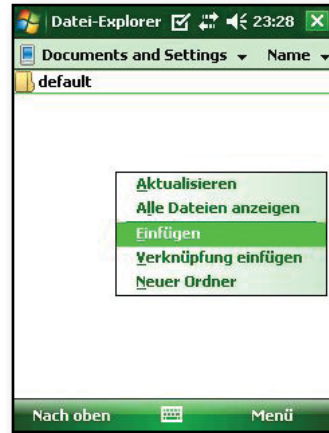 Datei-Explorer 23:28
Documents and Settings Name
default
Aktualisieren
Alle Dateien anzeigen
Einfügen
Verknüpfung einfügen
Neuer Ordner
Nach oben Menü